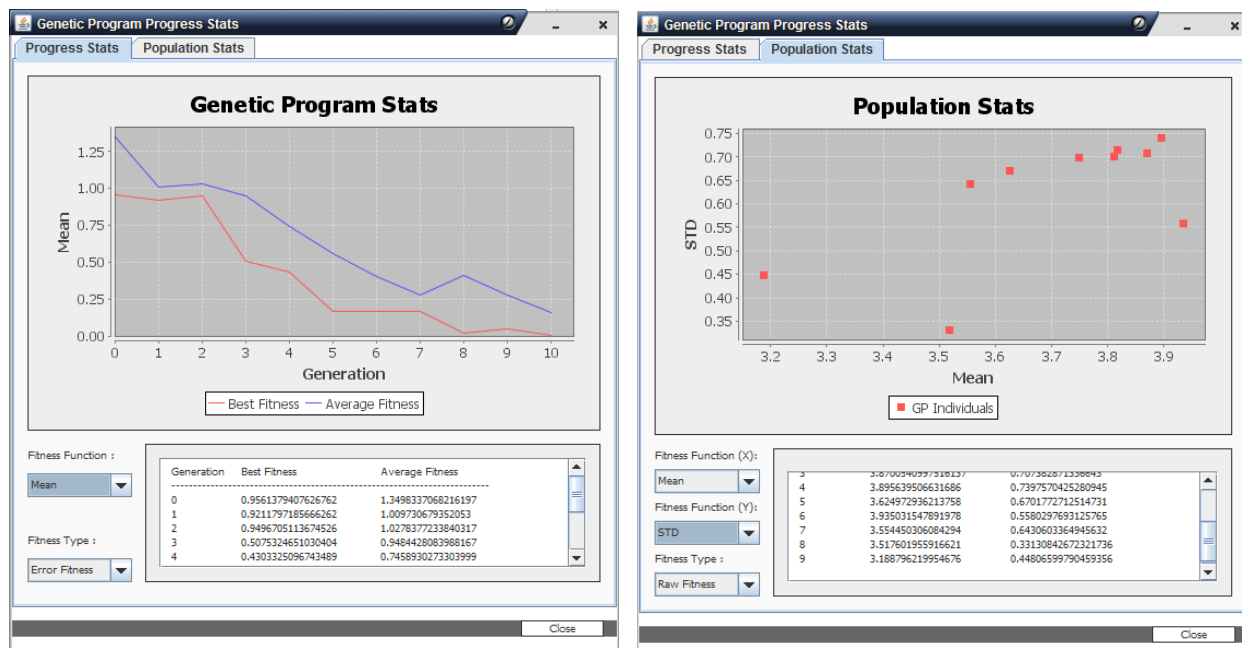 Genetic Program Progress Stats
Progress Stats Population Stats
Genetic Program Stats
1.25
1.00
0.75
0.50
0.25
0.00
Mean
0 1 2 3 4 5 6 7 8 9 10
Generation
Best Fitness Average Fitness
Fitness Function :
Mean
Fitness Type :
Error Fitness
Generation Best Fitness Average Fitness
0 0.9561379407626762 1.3498337068216197
1 0.9211797185666262 1.009730679352053
2 0.9496705113674526 1.0278377233840317
3 0.5075324651030404 0.9484428083988167
4 0.4303325096743489 0.7458930273303999
Close
Genetic Program Progress Stats
Progress Stats Population Stats
Population Stats
0.75
0.70
0.65
0.60
0.55
0.50
0.45
0.40
0.35
STD
3.2 3.3 3.4 3.5 3.6 3.7 3.8 3.9
Mean
GP Individuals
Fitness Function (X):
Mean
Fitness Function (Y):
STD
Fitness Type :
Raw Fitness
3
4 3.895639506631686 0.7397570425280945
5 3.624972936213758 0.6701772712514731
6 3.935031547891978 0.5580297693125765
7 3.554450306084294 0.6430603364945632
8 3.517601955916621 0.33130842672321736
9 3.188796219954676 0.44806599790459356
Close